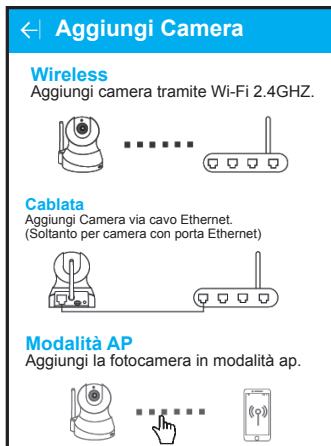 Aggiungi Camera
Wireless
Aggiungi camera tramite Wi-Fi 2.4GHZ.
Cablata
Aggiungi Camera via cavo Ethernet.
(Soltanto per camera con porta Ethernet)
Modalità AP
Aggiungi la fotocamera in modalità ap.